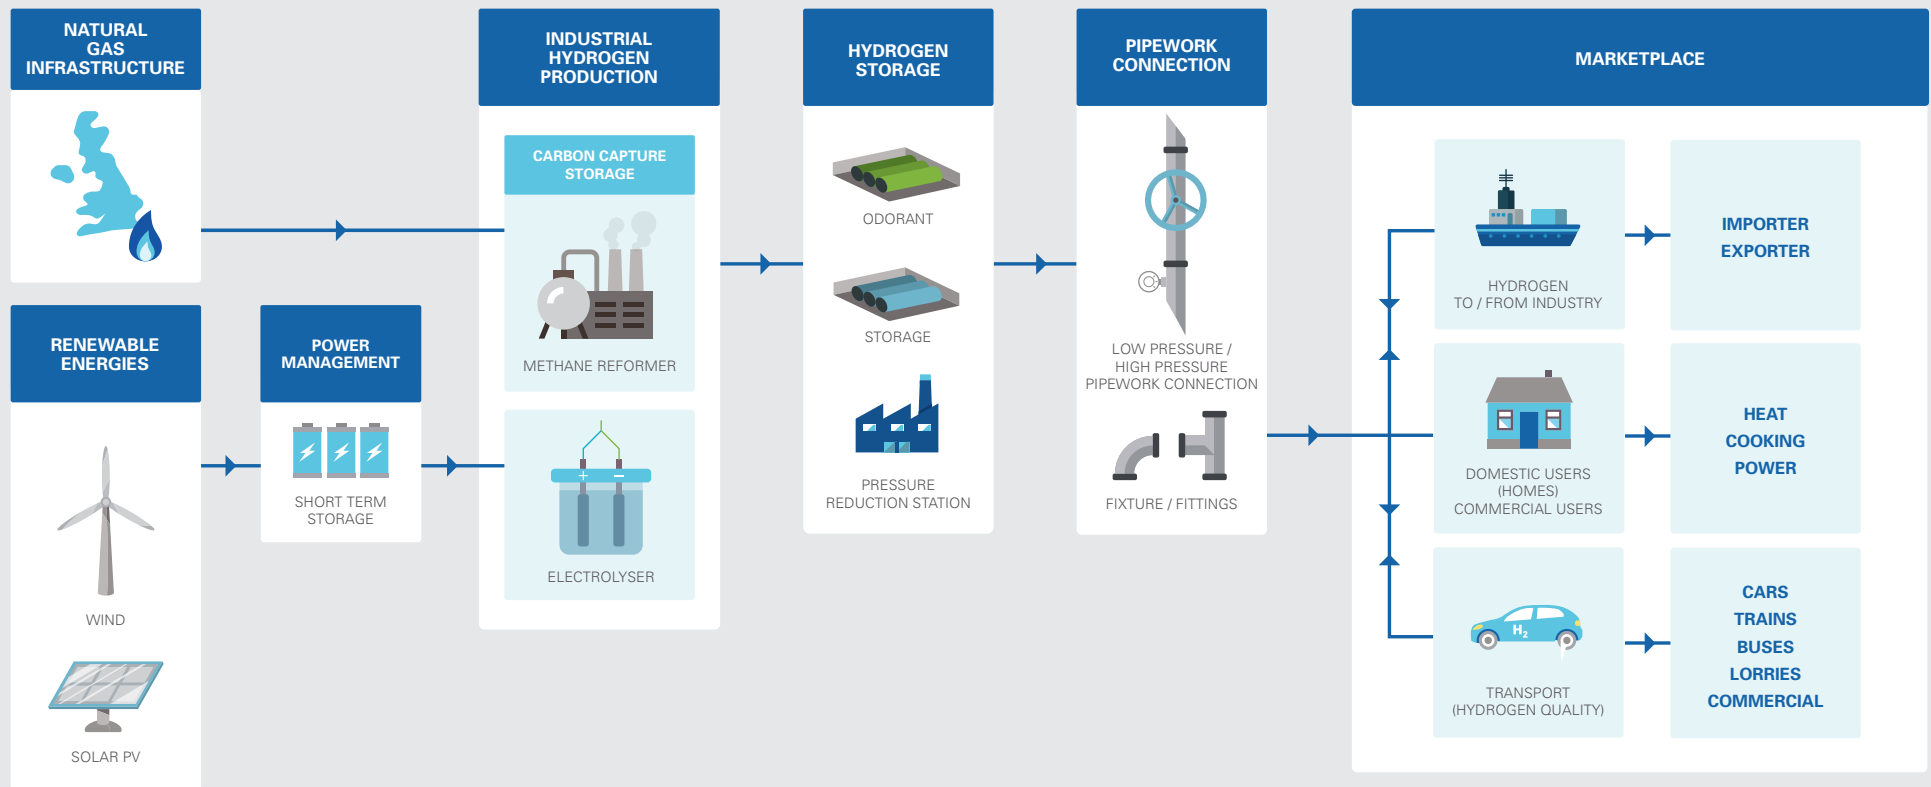 NATURAL
GAS
INFRASTRUCTURE
RENEWABLE
ENERGIES
WIND
SOLAR PV
POWER
MANAGEMENT
SHORT TERM
STORAGE
INDUSTRIAL
HYDROGEN
PRODUCTION
CARBON CAPTURE
STORAGE
METHANE REFORMER
+ −
ELECTROLYSER
HYDROGEN
STORAGE
ODORANT
STORAGE
PRESSURE
REDUCTION STATION
PIPEWORK
CONNECTION
LOW PRESSURE /
HIGH PRESSURE
PIPEWORK CONNECTION
FIXTURE / FITTINGS
MARKETPLACE
HYDROGEN
TO / FROM INDUSTRY
IMPORTER
EXPORTER
DOMESTIC USERS
(HOMES)
COMMERCIAL USERS
HEAT
COOKING
POWER
H₂
TRANSPORT
(HYDROGEN QUALITY)
CARS
TRAINS
BUSES
LORRIES
COMMERCIAL